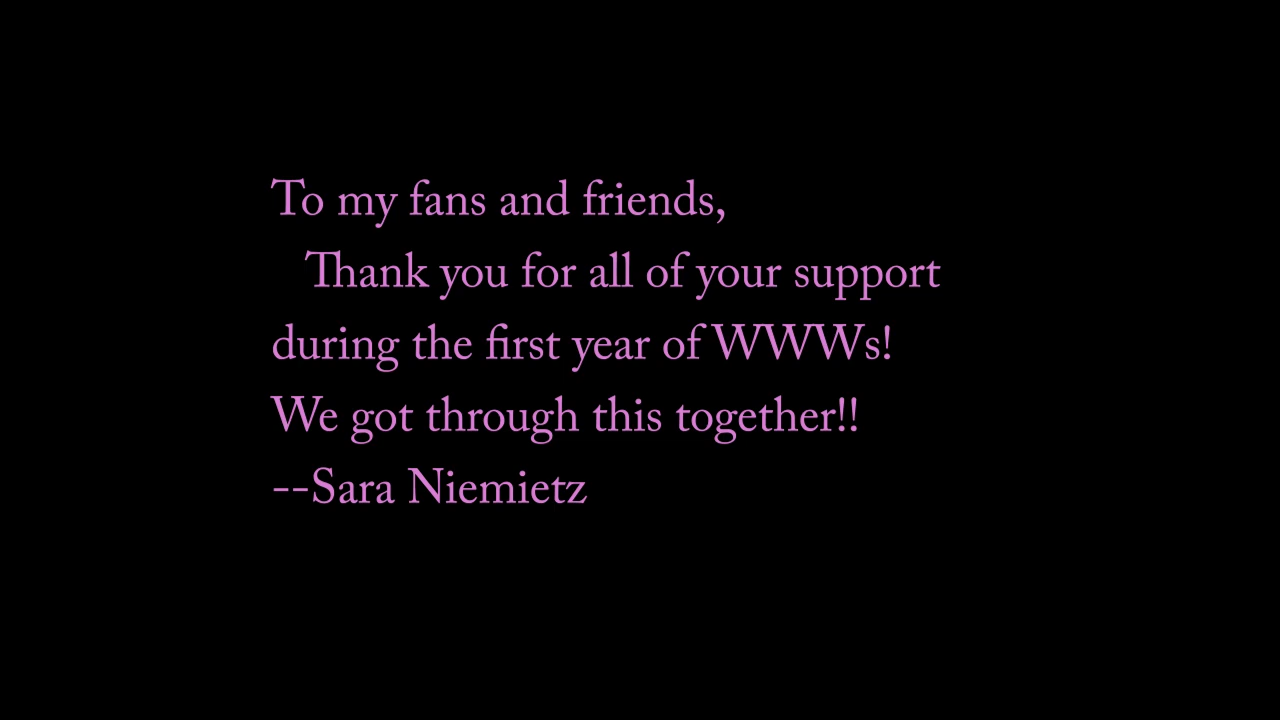 To my fans and friends,
Thank you for all of your support
during the first year of WWWs!
We got through this together!!
--Sara Niemietz